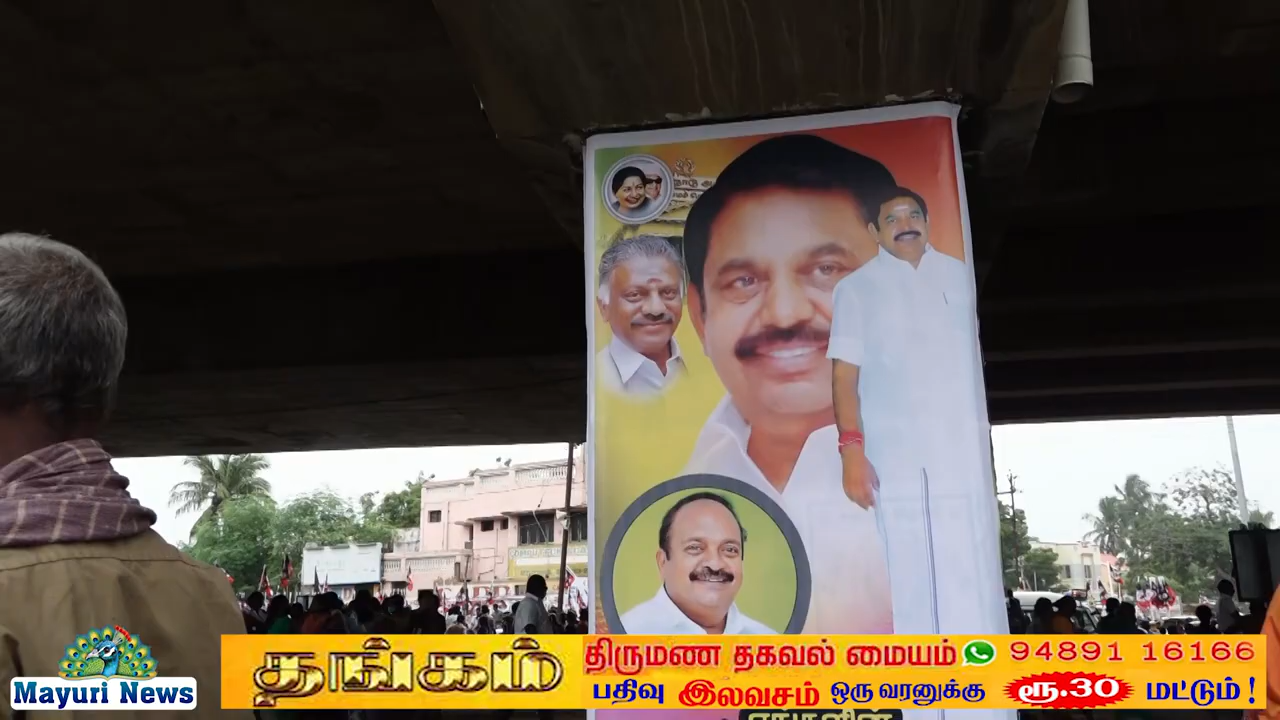 தங்கம்
திருமண தகவல் மையம் 94891 16166
பதிவு இலவசம் ஒரு வரனுக்கு ரூ.30 மட்டும் !
Mayuri News